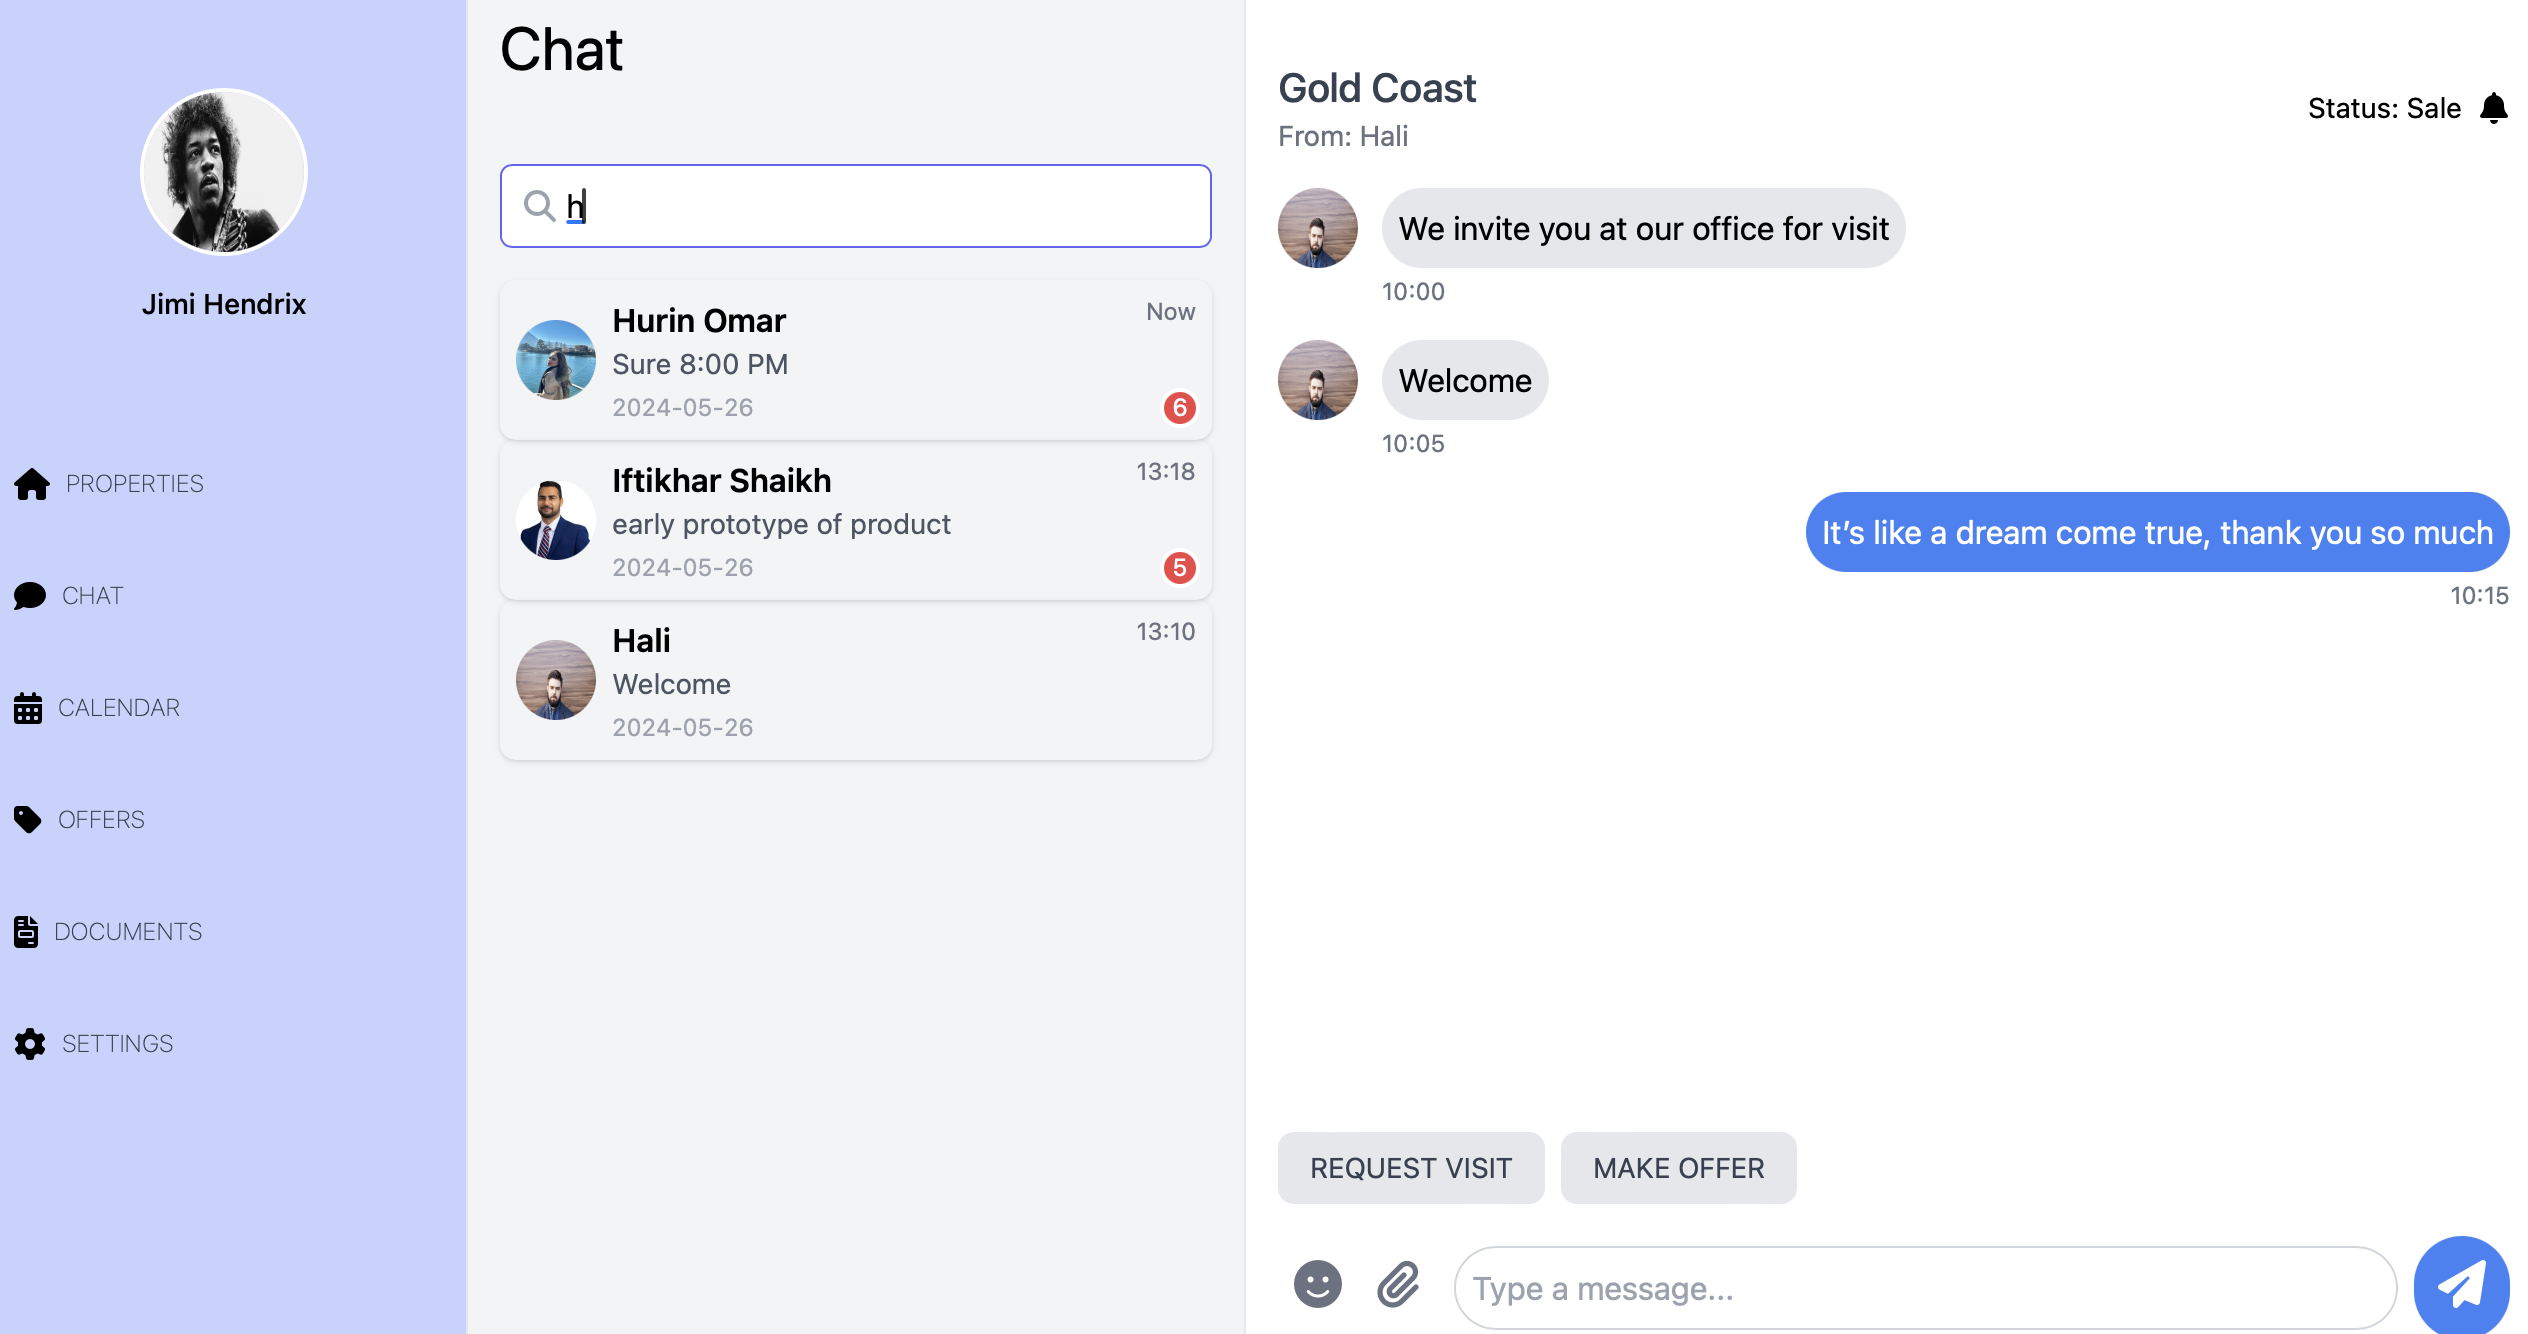 Jimi Hendrix
PROPERTIES
CHAT
CALENDAR
OFFERS
DOCUMENTS
SETTINGS
Chat
h
Hurin Omar
Now
Sure 8:00 PM
2024-05-26
6
Iftikhar Shaikh
13:18
early prototype of product
2024-05-26
5
Hali
13:10
Welcome
2024-05-26
Gold Coast
From: Hali
Status: Sale
We invite you at our office for visit
10:00
Welcome
10:05
It’s like a dream come true, thank you so much
10:15
REQUEST VISIT
MAKE OFFER
Type a message...